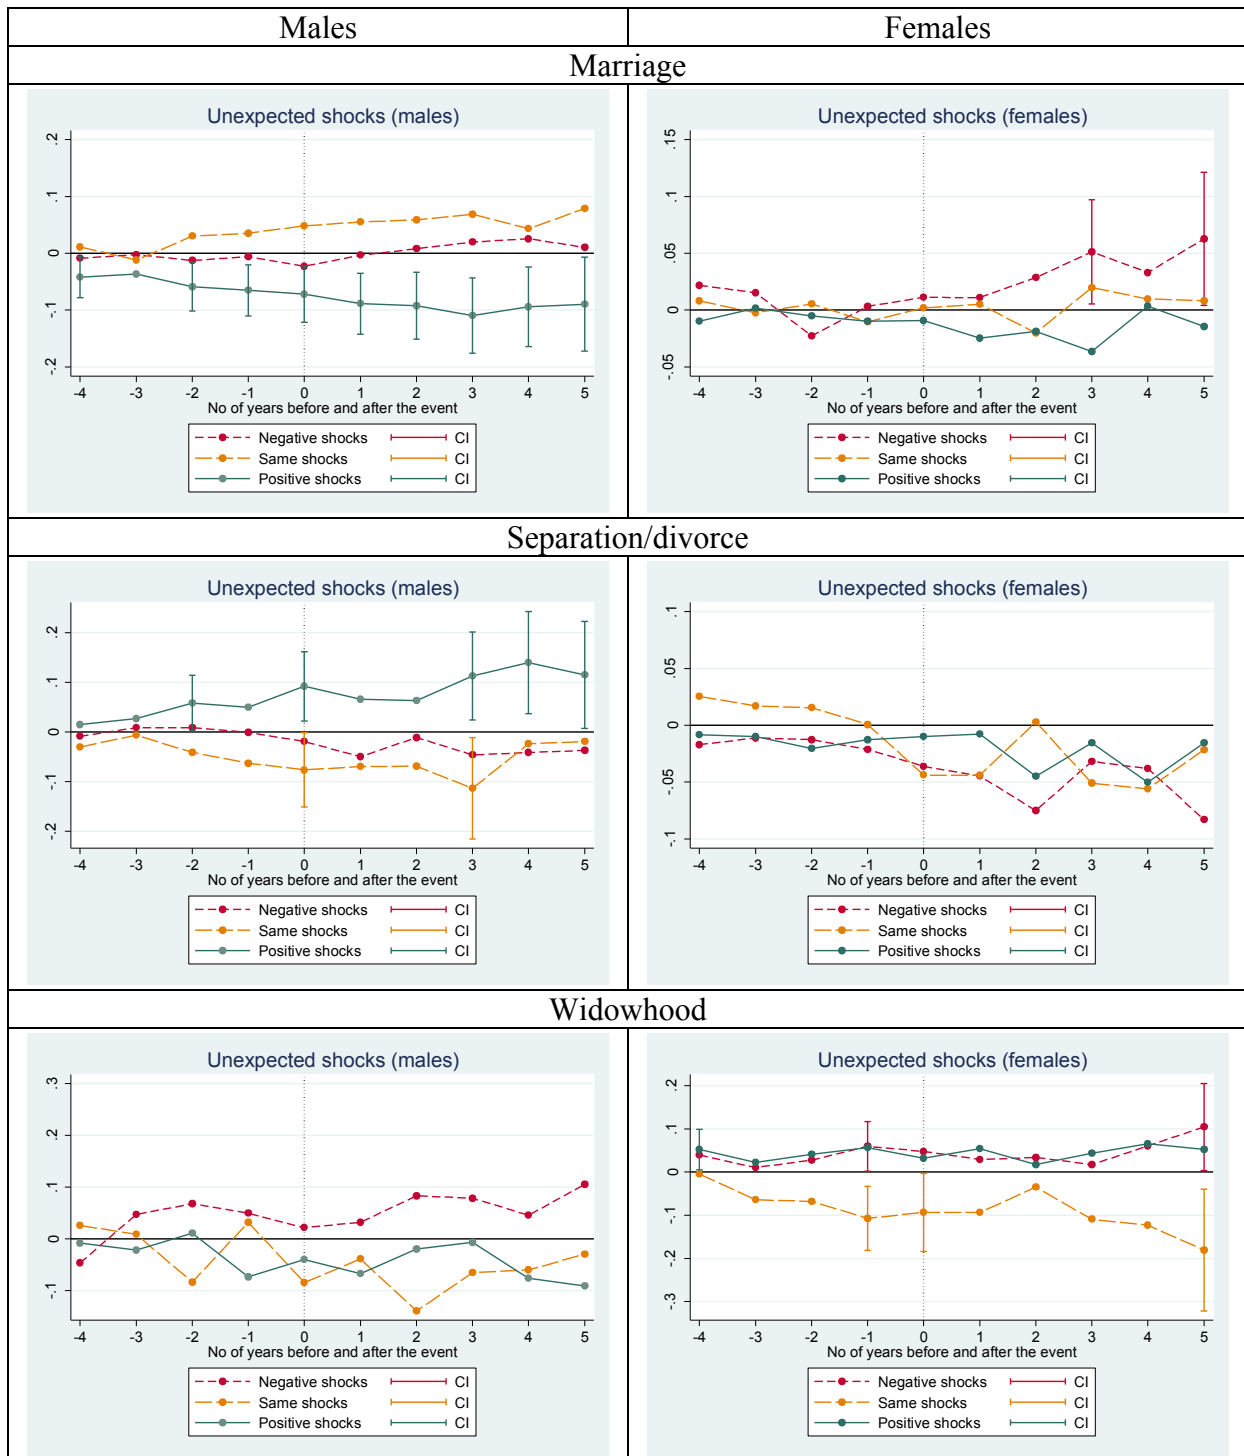 Males Females
Marriage
Unexpected shocks (males)
.2
.1
0
-.1
-.2
-4 -3 -2 -1 0 1 2 3 4 5
No of years before and after the event
Negative shocks CI
Same shocks CI
Positive shocks CI
Unexpected shocks (females)
.15
.1
.05
0
-.05
-4 -3 -2 -1 0 1 2 3 4 5
No of years before and after the event
Negative shocks CI
Same shocks CI
Positive shocks CI
Separation/divorce
Unexpected shocks (males)
.2
.1
0
-.1
-.2
-4 -3 -2 -1 0 1 2 3 4 5
No of years before and after the event
Negative shocks CI
Same shocks CI
Positive shocks CI
Unexpected shocks (females)
.1
.05
0
-.05
-.1
-4 -3 -2 -1 0 1 2 3 4 5
No of years before and after the event
Negative shocks CI
Same shocks CI
Positive shocks CI
Widowhood
Unexpected shocks (males)
.3
.2
.1
0
-.1
-4 -3 -2 -1 0 1 2 3 4 5
No of years before and after the event
Negative shocks CI
Same shocks CI
Positive shocks CI
Unexpected shocks (females)
.2
.1
0
-.1
-.2
-.3
-4 -3 -2 -1 0 1 2 3 4 5
No of years before and after the event
Negative shocks CI
Same shocks CI
Positive shocks CI